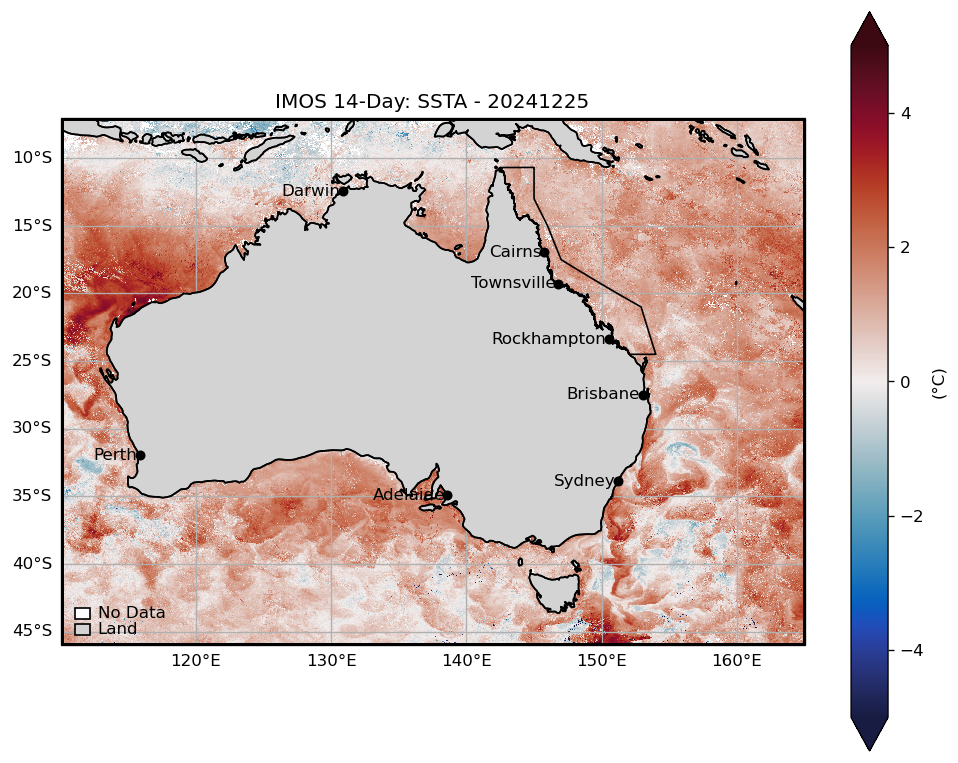 IMOS 14-Day: SSTA - 20241225
10°S
15°S
20°S
25°S
30°S
35°S
40°S
45°S
Darwin
Cairns
Townsville
Rockhampton
Brisbane
Perth
Sydney
Adelaide
No Data
Land
120°E
130°E
140°E
150°E
160°E
4
2
0
−2
−4
(°C)